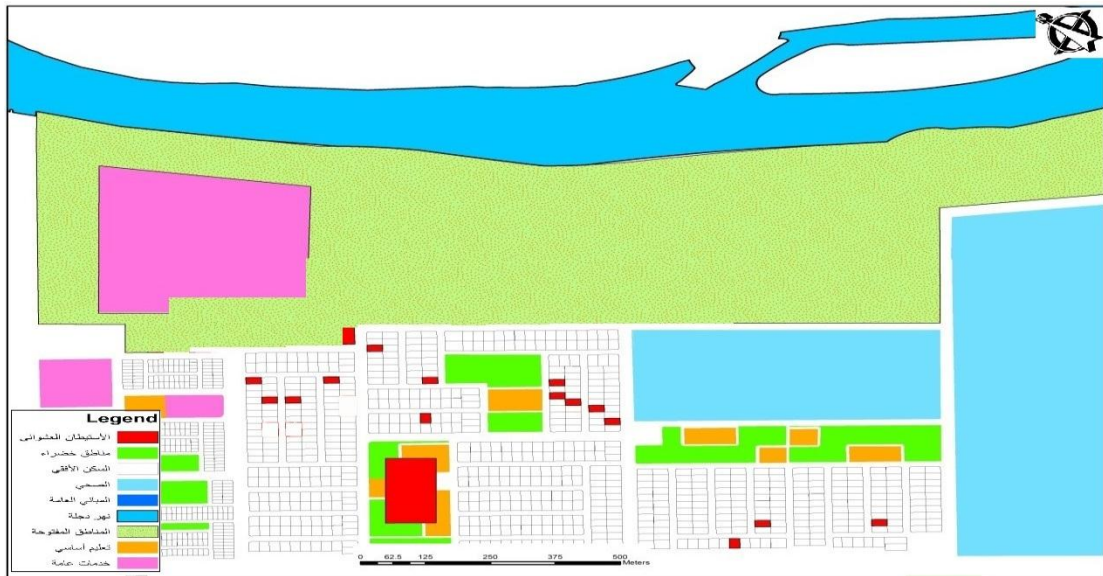 Legend
الأستيطان العشوائي
مناطق خضراء
السكن الأفقي
الصحي
المباني العامة
نهر دجلة
المناطق المفتوحة
تعليم أساسي
خدمات عامة
0 62.5 125 250 375 500
Meters